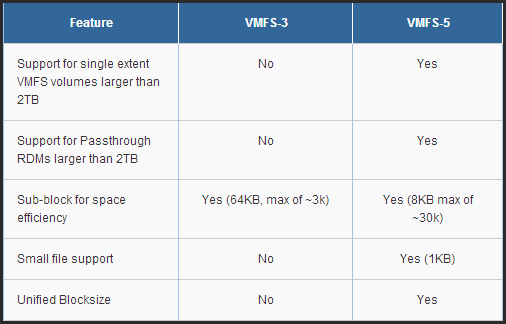 Feature VMFS-3 VMFS-5
Support for single extent No Yes
VMFS volumes larger than
2TB
Support for Passthrough No Yes
RDMs larger than 2TB
Sub-block for space Yes (64KB, max of ~3k) Yes (8KB max of
efficiency ~30k)
Small file support No Yes (1KB)
Unified Blocksize No Yes